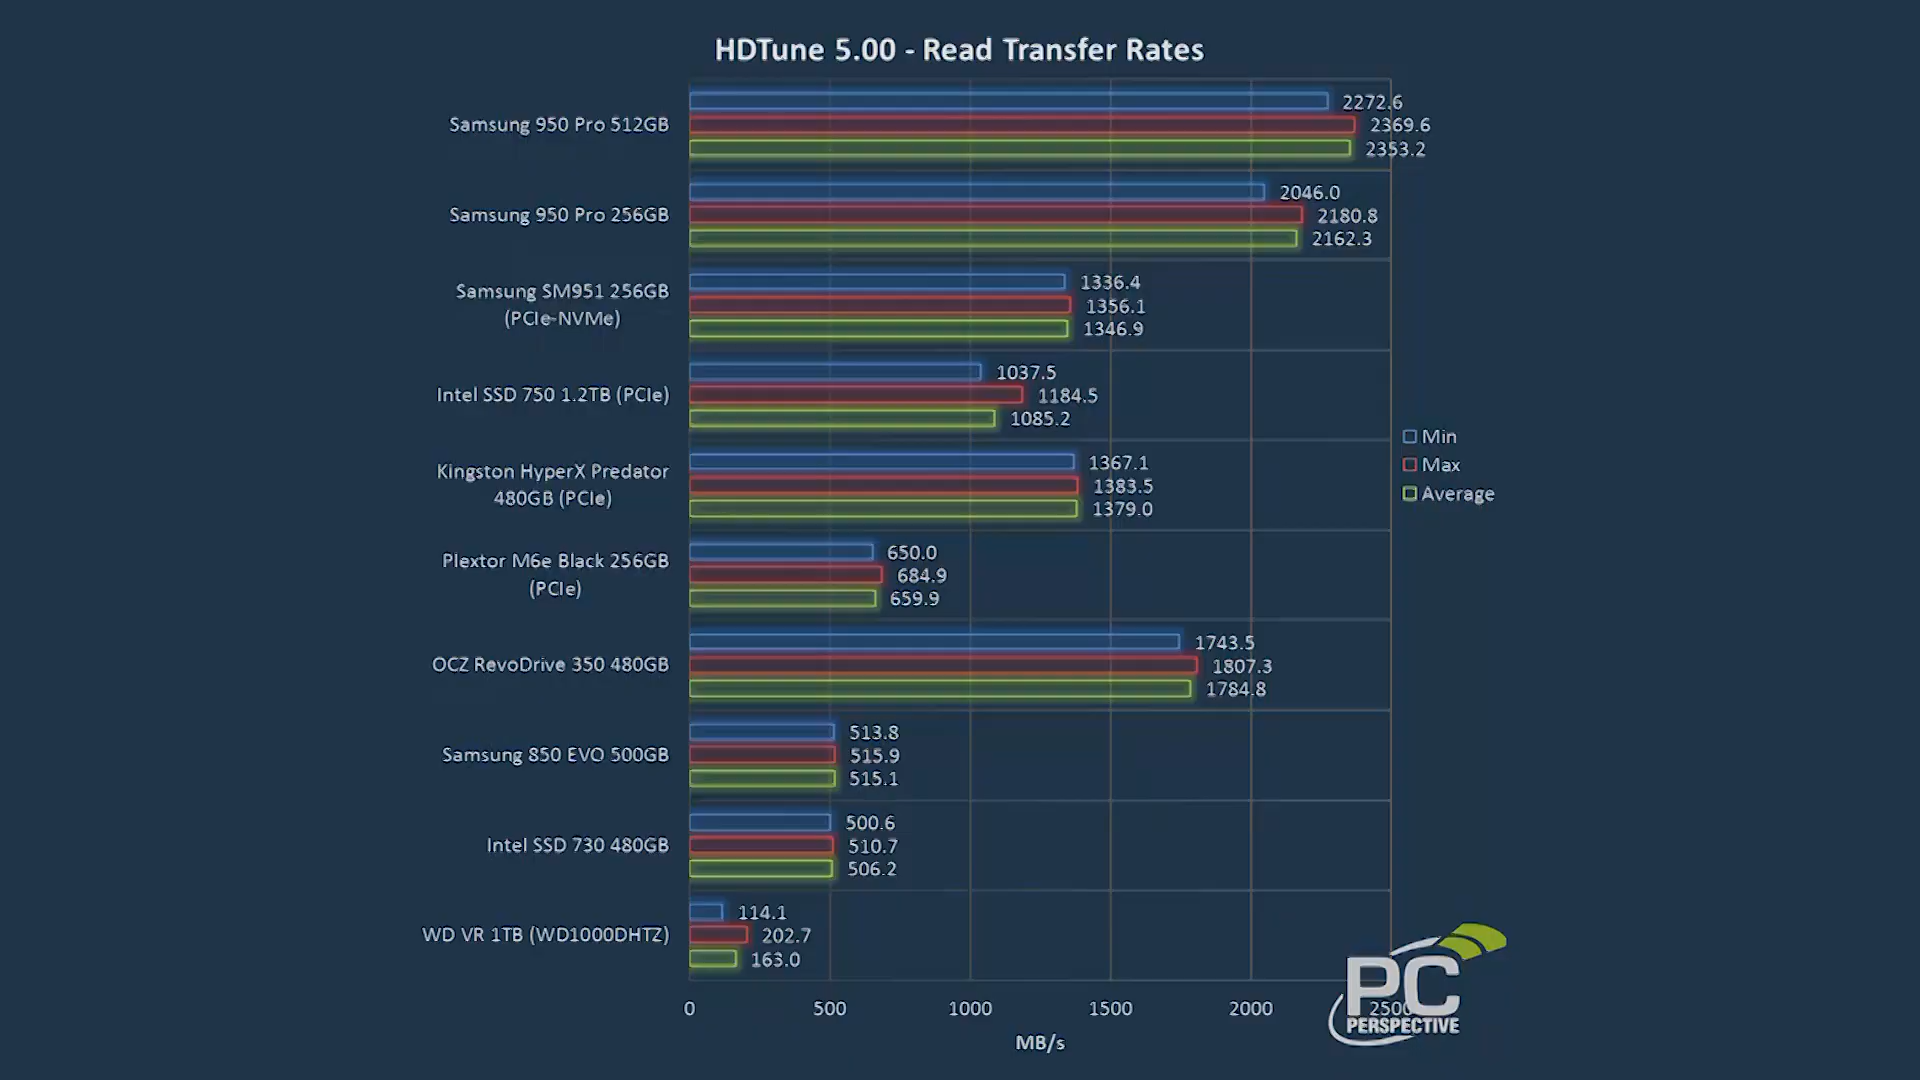 HDTune 5.00 - Read Transfer Rates
Samsung 950 Pro 512GB
2272.6
2369.6
2353.2
Samsung 950 Pro 256GB
2046.0
2180.8
2162.3
Samsung SM951 256GB
(PCIe-NVMe)
1336.4
1356.1
1346.9
Intel SSD 750 1.2TB (PCIe)
1037.5
1184.5
1085.2
Kingston HyperX Predator
480GB (PCIe)
1367.1
1383.5
1379.0
Plextor M6e Black 256GB
(PCIe)
650.0
684.9
659.9
OCZ RevoDrive 350 480GB
1743.5
1807.3
1784.8
Samsung 850 EVO 500GB
513.8
515.9
515.1
Intel SSD 730 480GB
500.6
510.7
506.2
WD VR 1TB (WD1000DHTZ)
114.1
202.7
163.0
Min
Max
Average
0 500 1000 1500 2000 2500
MB/s
PC
PERSPECTIVE